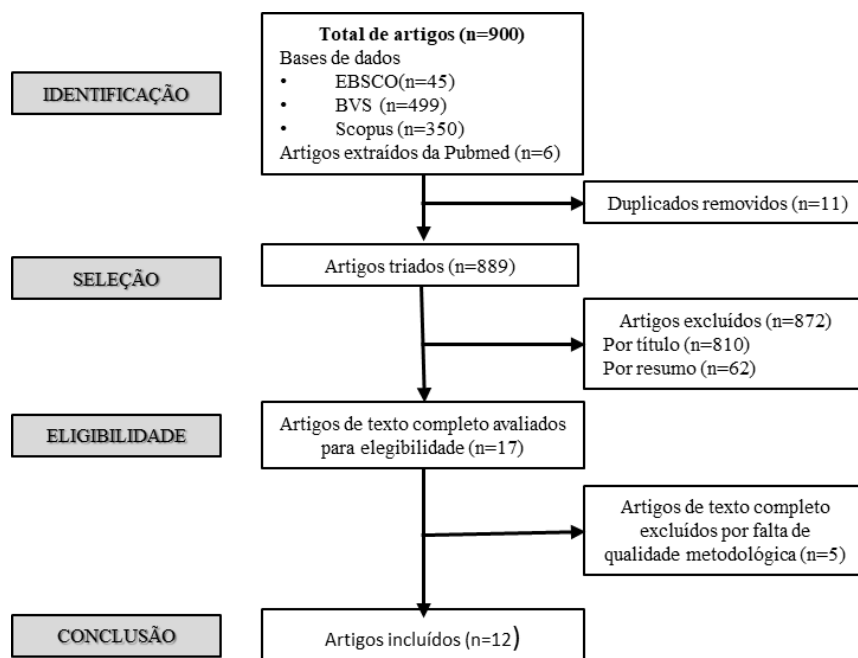 Total de artigos (n=900)
Bases de dados
• EBSCO(n=45)
• BVS (n=499)
• Scopus (n=350)
Artigos extraídos da Pubmed (n=6)
IDENTIFICAÇÃO
Duplicados removidos (n=11)
Artigos triados (n=889)
SELEÇÃO
Artigos excluídos (n=872)
Por título (n=810)
Por resumo (n=62)
Artigos de texto completo avaliados
para elegibilidade (n=17)
ELIGIBILIDADE
Artigos de texto completo
excluídos por falta de
qualidade metodológica (n=5)
CONCLUSÃO
Artigos incluídos (n=12)